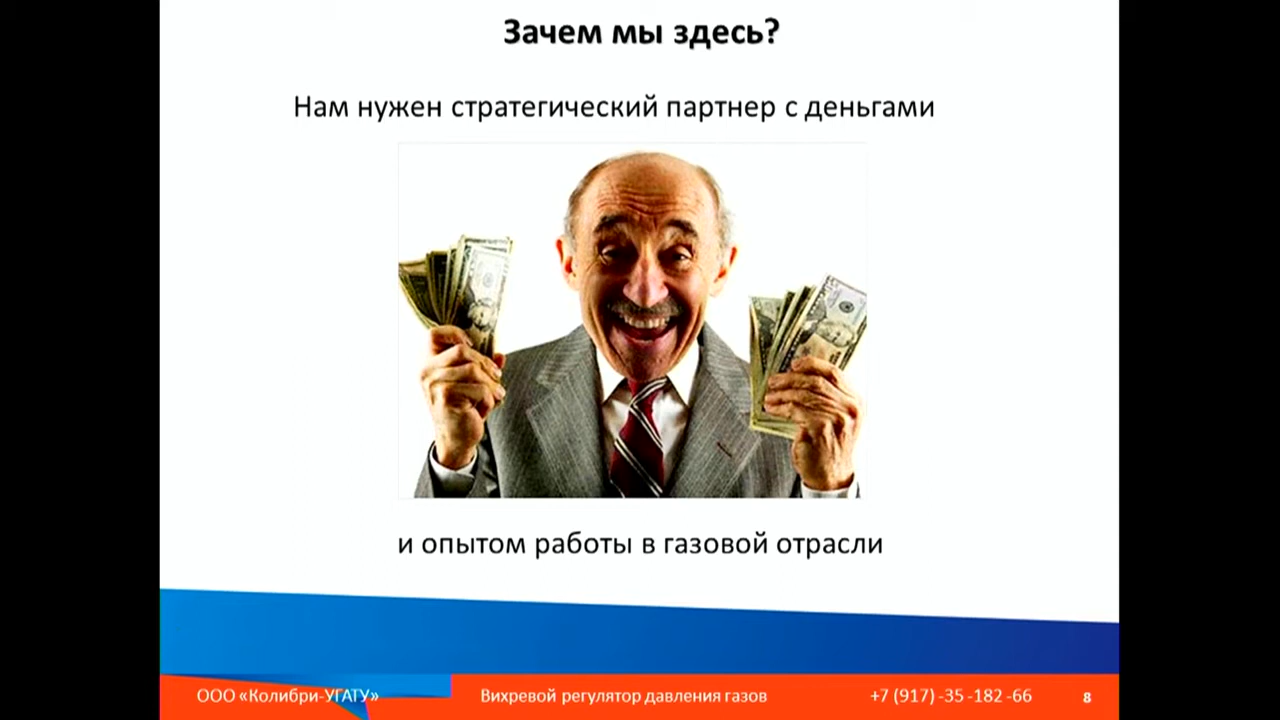 Зачем мы здесь?
Нам нужен стратегический партнер с деньгами
и опытом работы в газовой отрасли
ООО «Колибри-УГАТУ» Вихревой регулятор давления газов +7 (917) -35 -182 -66 8